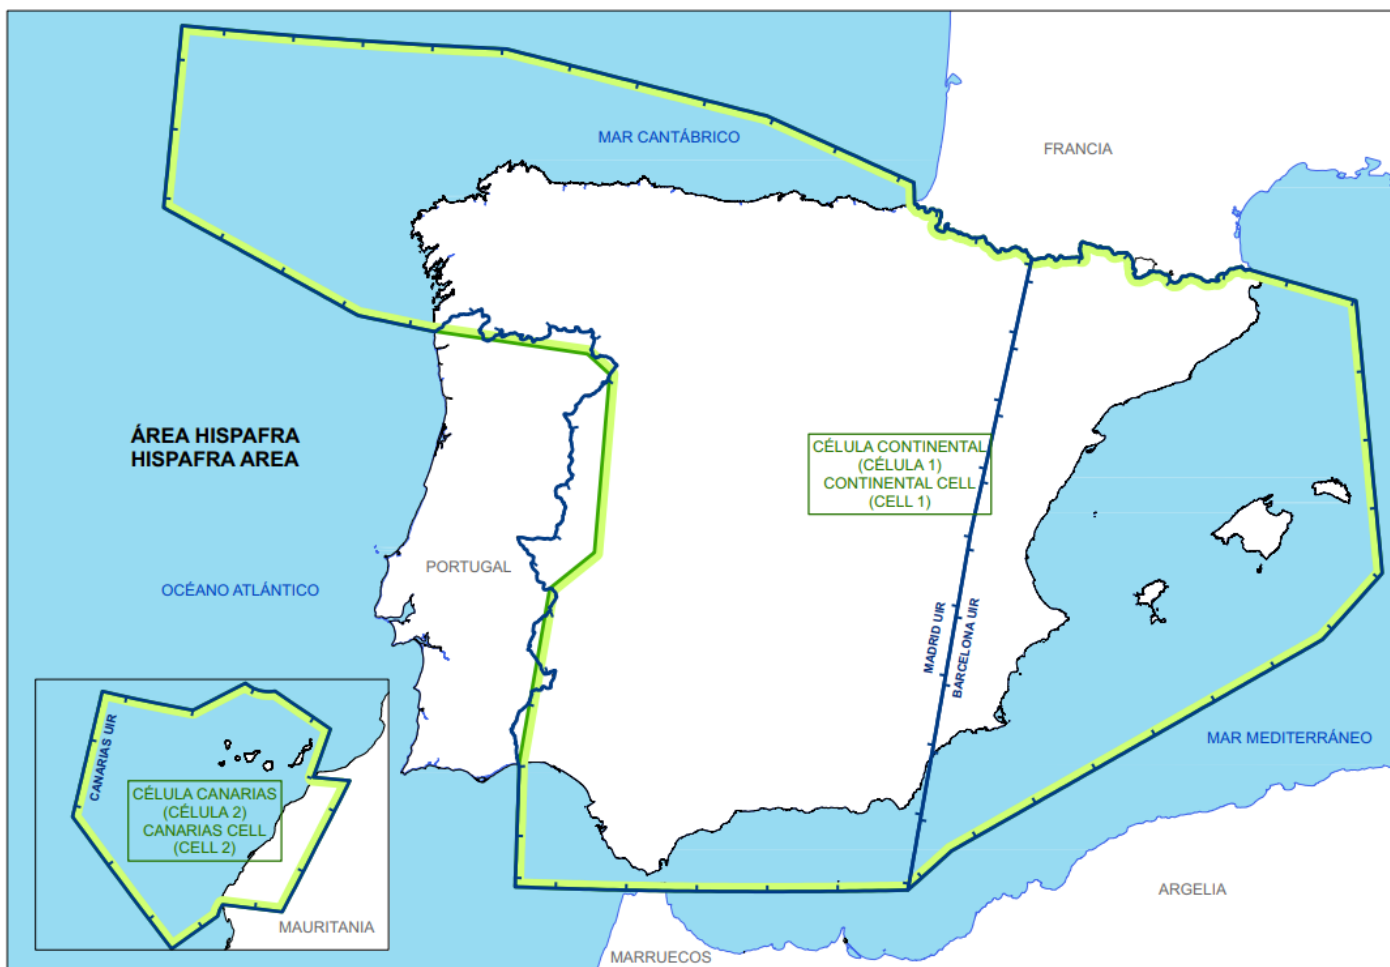 MAR CANTÁBRICO
FRANCIA
ÁREA HISPAFRA
HISPAFRA AREA
CÉLULA CONTINENTAL
(CÉLULA 1)
CONTINENTAL CELL
(CELL 1)
PORTUGAL
OCÉANO ATLÁNTICO
MADRID UIR
BARCELONA UIR
MAR MEDITERRÁNEO
CANARIAS UIR
CÉLULA CANARIAS
(CÉLULA 2)
CANARIAS CELL
(CELL 2)
MAURITANIA
ARGELIA
MARRUECOS